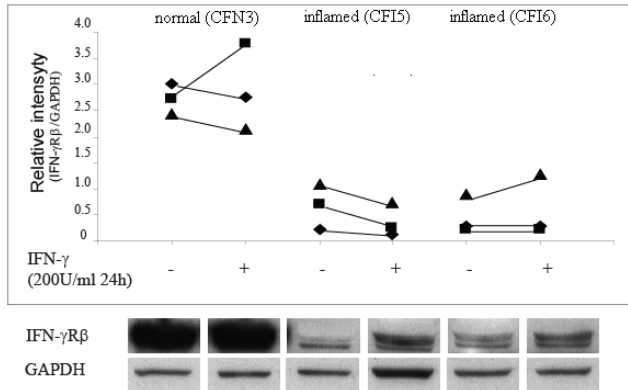 normal (CFN3) inflamed (CFI5) inflamed (CFI6)
Relative intensyty
(IFN-γRβ/GAPDH)
4.0
3.5
3.0
2.5
2.0
1.5
1.0
0.5
0
IFN-γ
(200U/ml 24h)
- + - + - +
IFN-γRβ
GAPDH